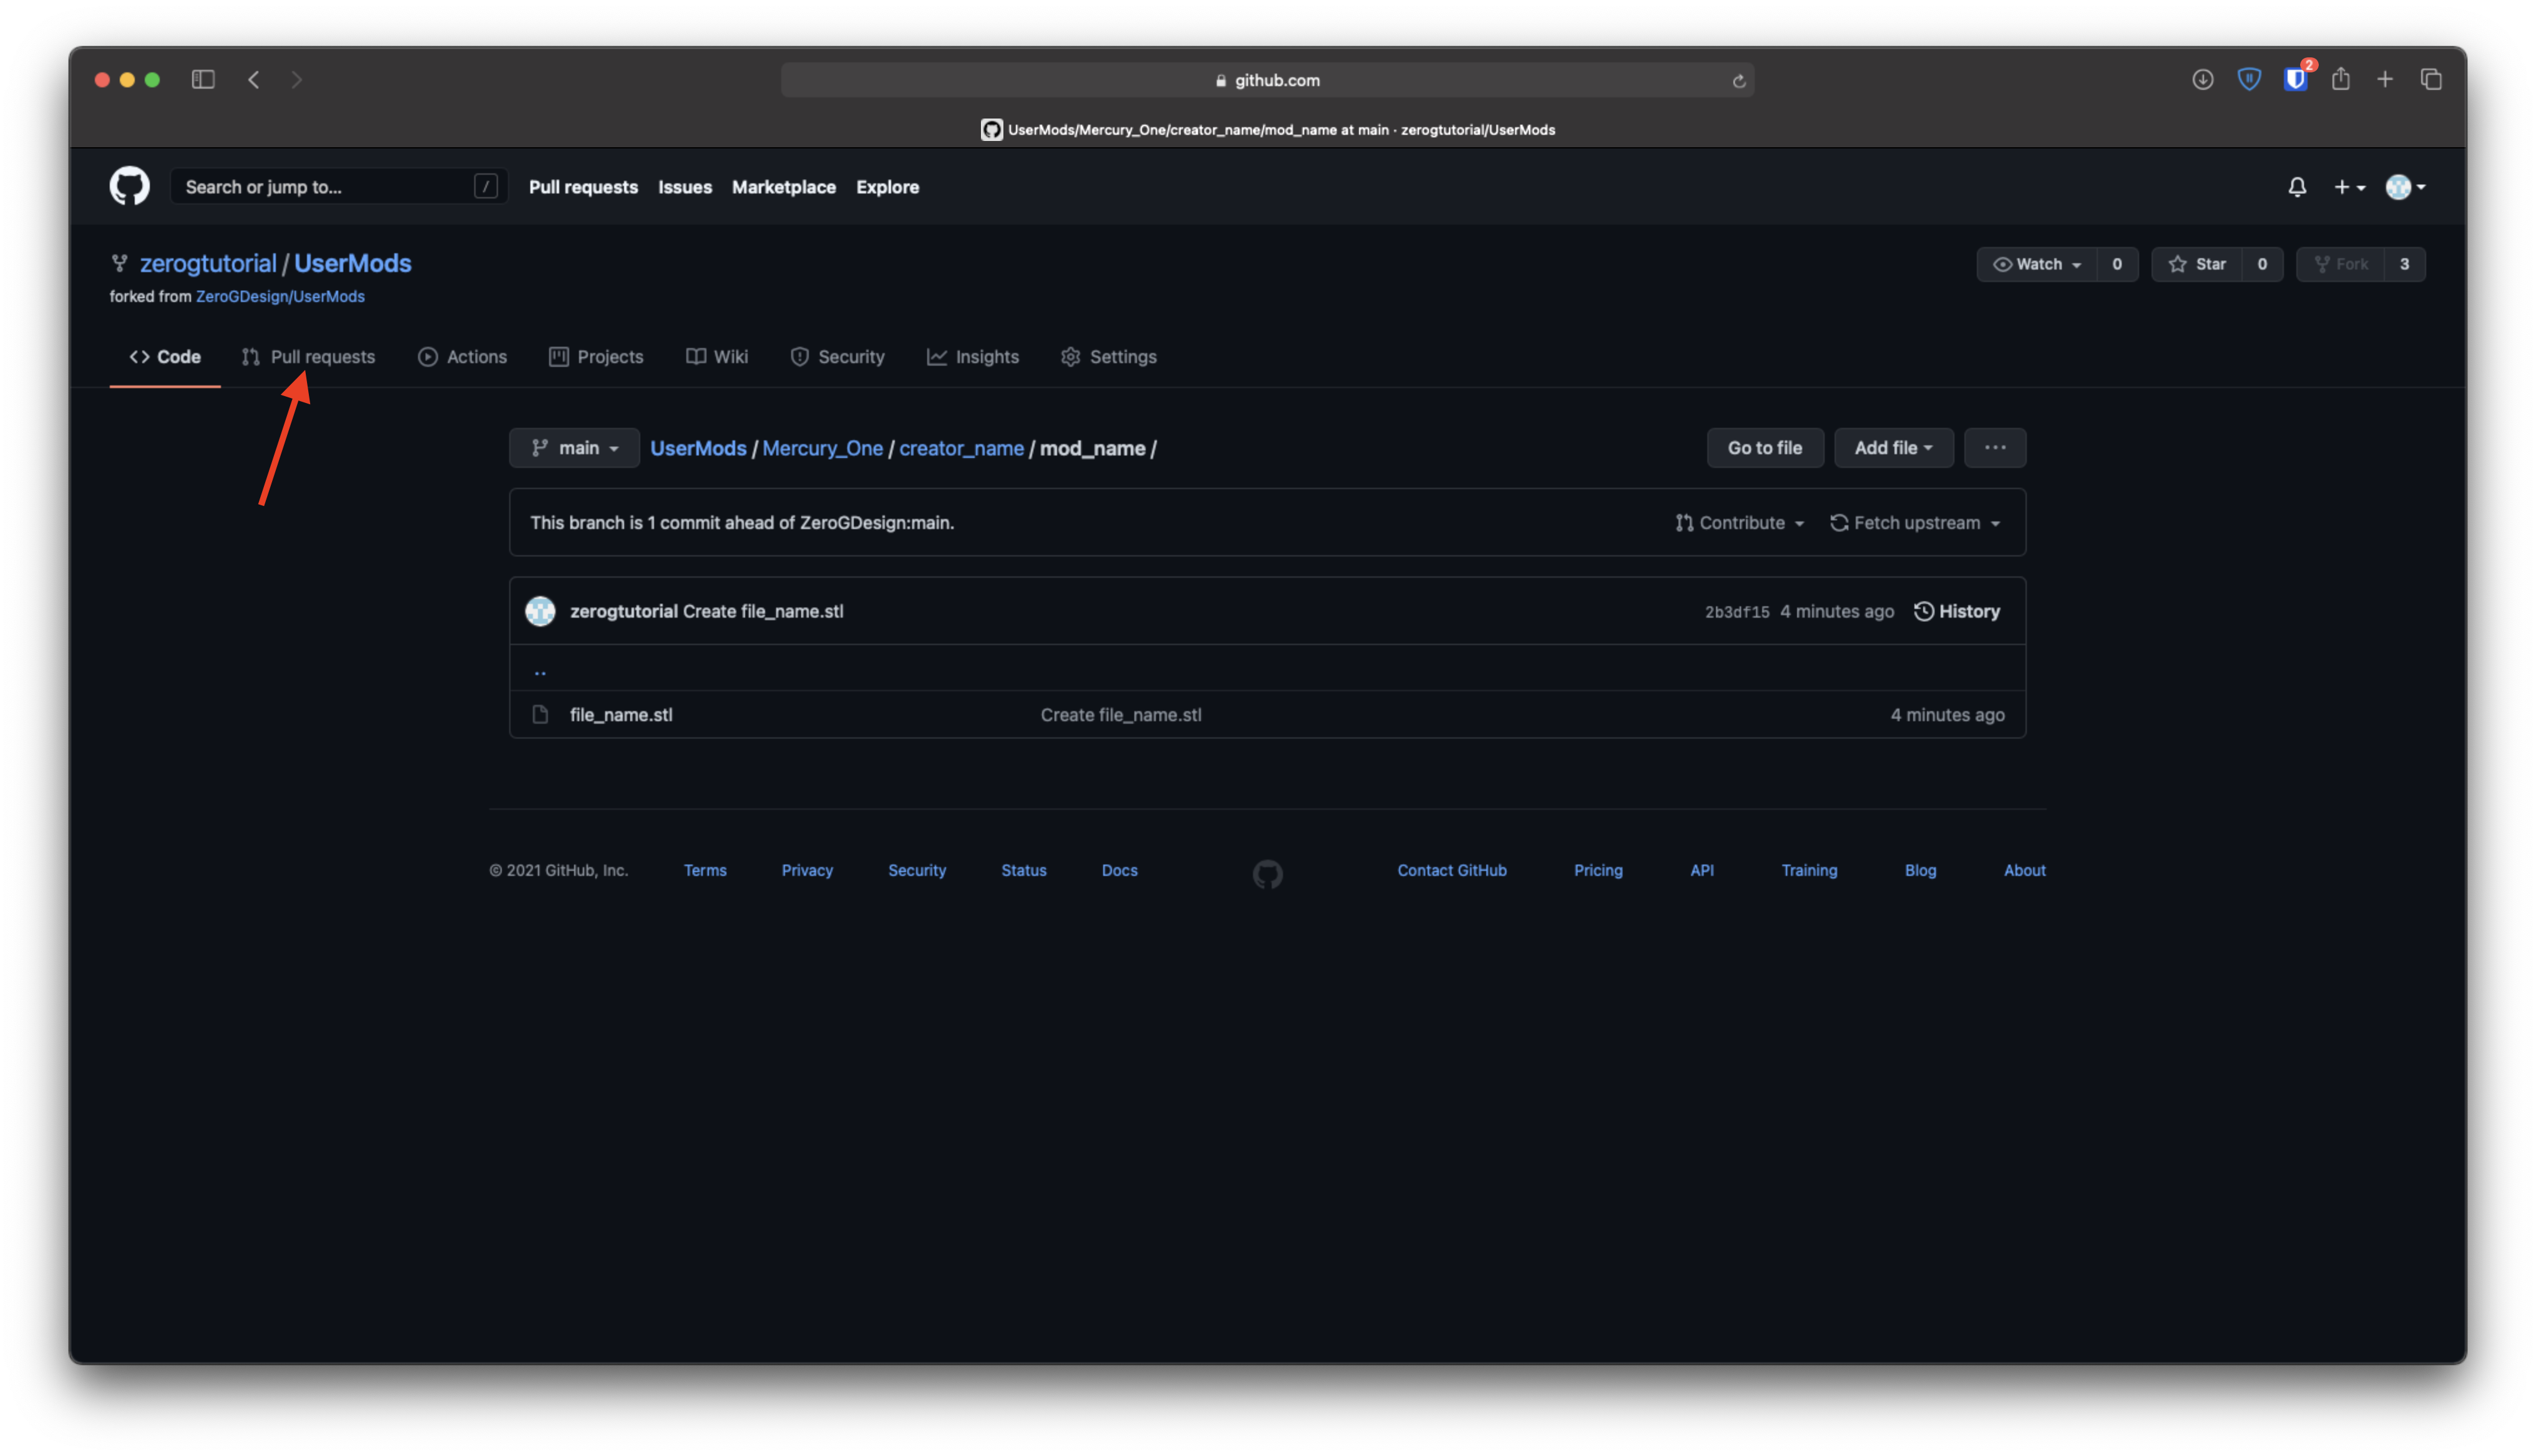 github.com
2
UserMods/Mercury_One/creator_name/mod_name at main · zerogtutorial/UserMods
Search or jump to... / Pull requests Issues Marketplace Explore
zerogtutorial / UserMods Watch 0 Star 0 Fork 3
forked from ZeroGDesign/UserMods
Code Pull requests Actions Projects Wiki Security Insights Settings
main UserMods / Mercury_One / creator_name / mod_name / Go to file Add file ...
This branch is 1 commit ahead of ZeroGDesign:main. Contribute Fetch upstream
zerogtutorial Create file_name.stl 2b3df15 4 minutes ago History
..
file_name.stl Create file_name.stl 4 minutes ago
© 2021 GitHub, Inc. Terms Privacy Security Status Docs Contact GitHub Pricing API Training Blog About